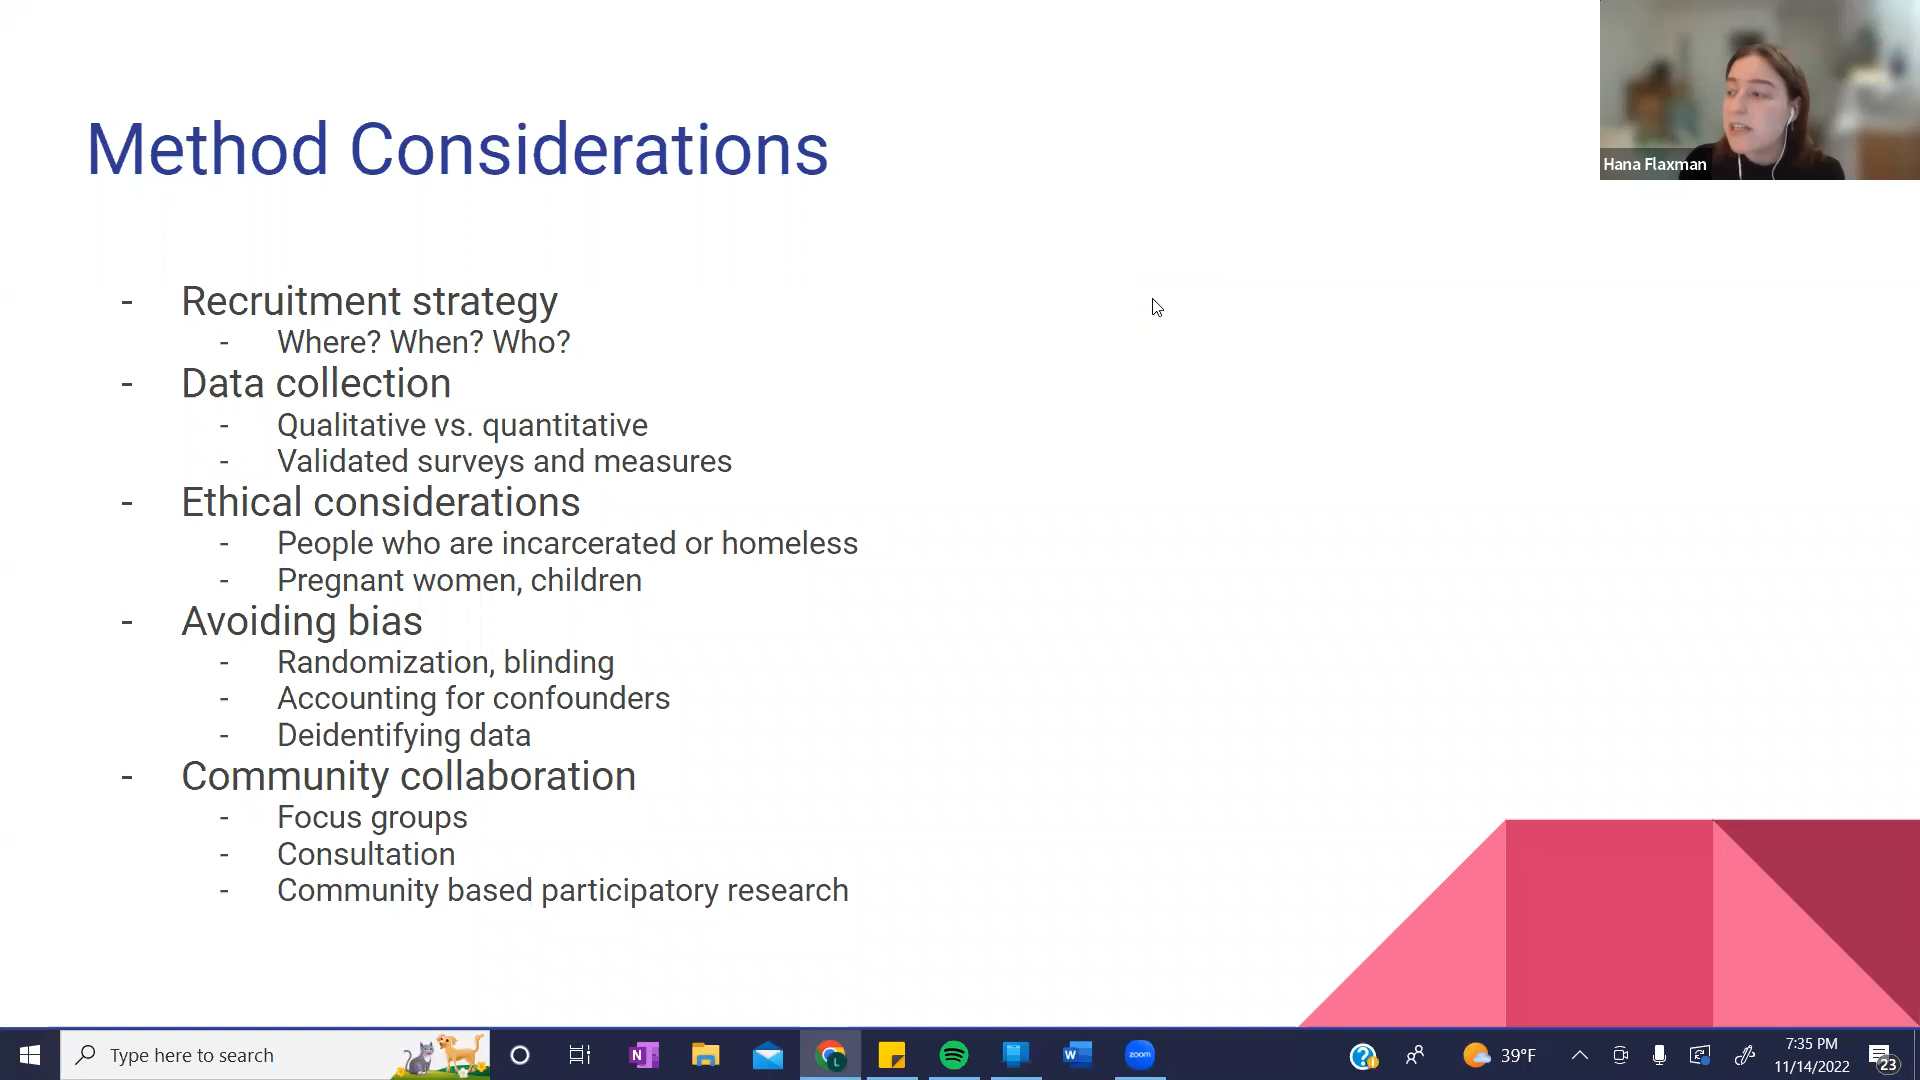 Method Considerations
Hana Flaxman
- Recruitment strategy
- Where? When? Who?
- Data collection
- Qualitative vs. quantitative
- Validated surveys and measures
- Ethical considerations
- People who are incarcerated or homeless
- Pregnant women, children
- Avoiding bias
- Randomization, blinding
- Accounting for confounders
- Deidentifying data
- Community collaboration
- Focus groups
- Consultation
- Community based participatory research
Type here to search
N
L
W
zoom
?
39°F
7:35 PM
11/14/2022
23